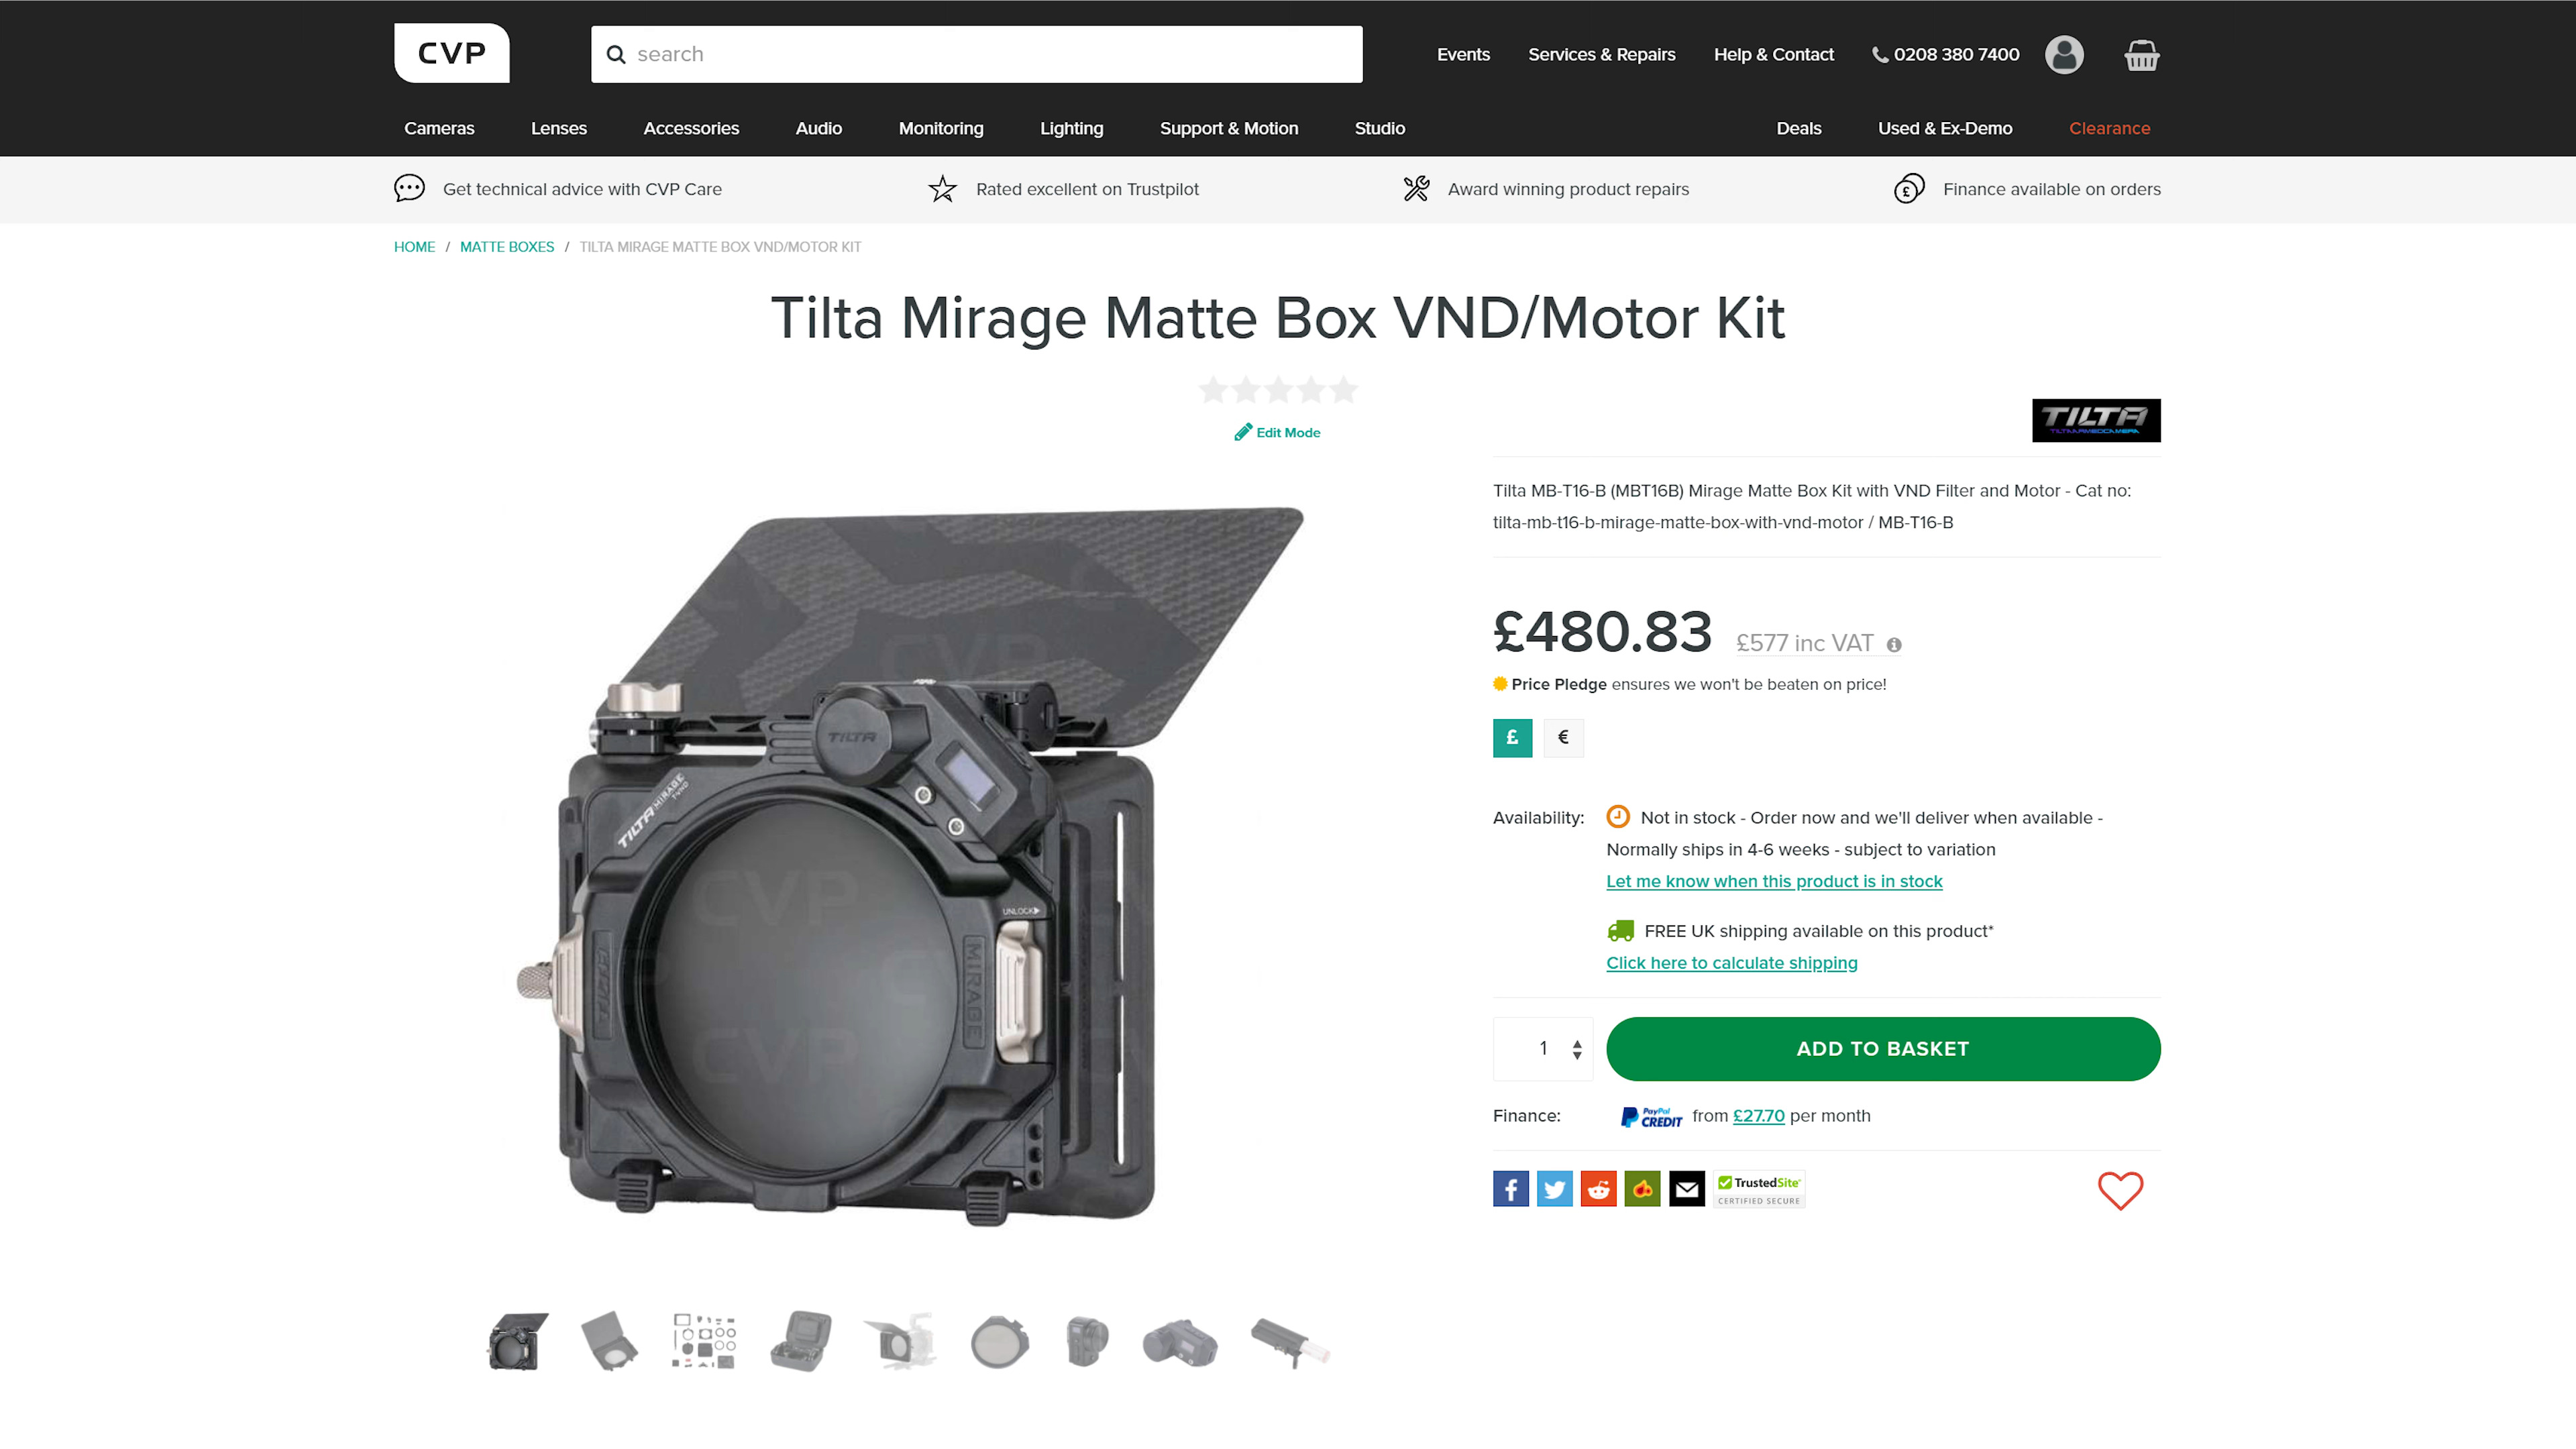 CVP
search
Events
Services & Repairs
Help & Contact
0208 380 7400
Cameras
Lenses
Accessories
Audio
Monitoring
Lighting
Support & Motion
Studio
Deals
Used & Ex-Demo
Clearance
Get technical advice with CVP Care
Rated excellent on Trustpilot
Award winning product repairs
Finance available on orders
HOME / MATTE BOXES / TILTA MIRAGE MATTE BOX VND/MOTOR KIT
Tilta Mirage Matte Box VND/Motor Kit
Edit Mode
TILTA
Tilta MB-T16-B (MBT16B) Mirage Matte Box Kit with VND Filter and Motor - Cat no:
tilta-mb-t16-b-mirage-matte-box-with-vnd-motor / MB-T16-B
£480.83 £577 inc VAT
Price Pledge ensures we won't be beaten on price!
£ €
Availability: Not in stock - Order now and we'll deliver when available -
Normally ships in 4-6 weeks - subject to variation
Let me know when this product is in stock
FREE UK shipping available on this product*
Click here to calculate shipping
1
ADD TO BASKET
Finance: PayPal CREDIT from £27.70 per month
TrustedSite
CERTIFIED SECURE
CVP
TILTA
TILTA MIRAGE
UNLOCK
CVP
TILTA
MIRAGE
CVP